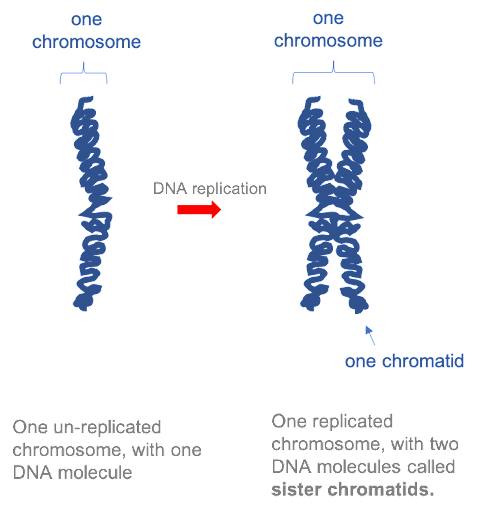 one
chromosome
one
chromosome
DNA replication
one chromatid
One un-replicated
chromosome, with one
DNA molecule
One replicated
chromosome, with two
DNA molecules called
sister chromatids.